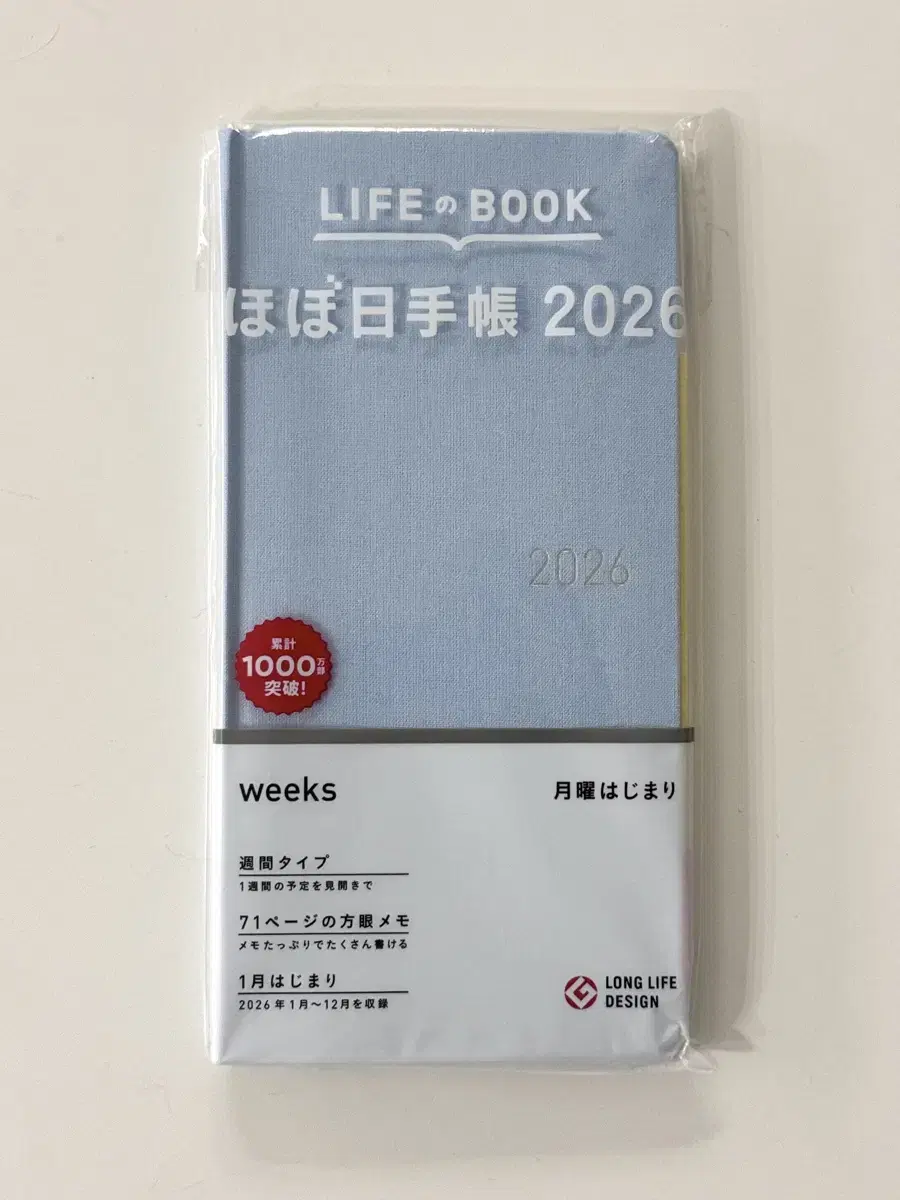 LIFEのBOOK
ほぼ日手帳 2026
2026
累計
1000万部
突破!
weeks
月曜はじまり
週間タイプ
1週間の予定を見開きで
71ページの方眼メモ
メモたっぷりでたくさん書ける
1月はじまり
2026年1月〜12月を収録
LONG LIFE
DESIGN